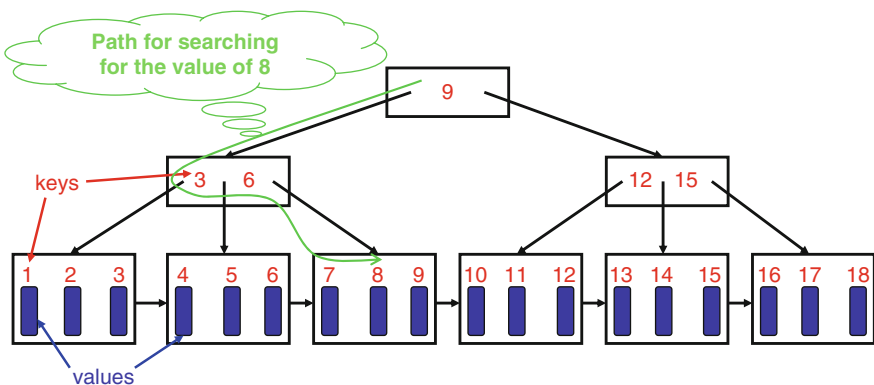 Path for searching
for the value of 8
9
keys
3 6
12 15
1 2 3
4 5 6
7 8 9
10 11 12
13 14 15
16 17 18
values